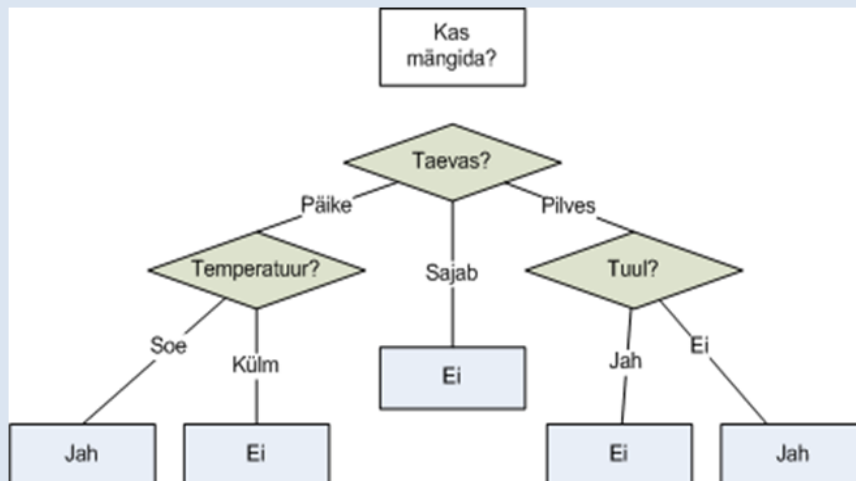 Kas
mängida?
Taevas?
Päike
Pilves
Temperatuur?
Sajab
Tuul?
Soe
Külm
Ei
Jah
Ei
Jah
Ei
Ei
Jah